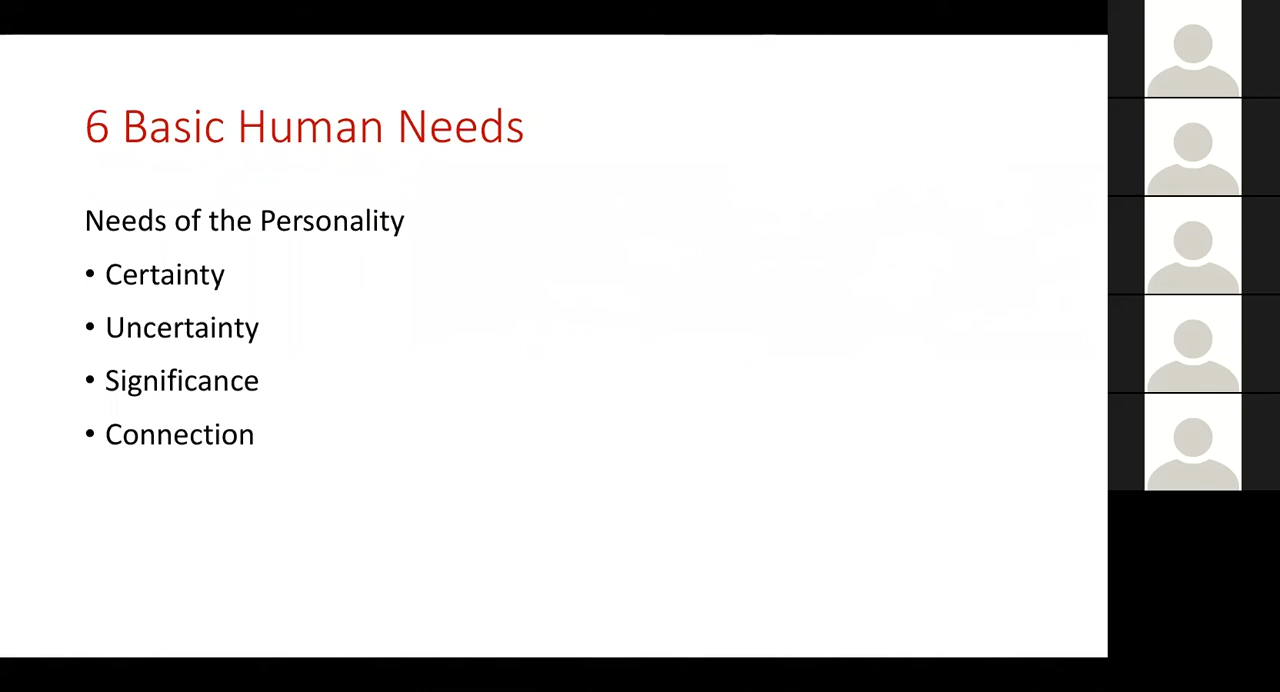 6 Basic Human Needs
Needs of the Personality
• Certainty
• Uncertainty
• Significance
• Connection